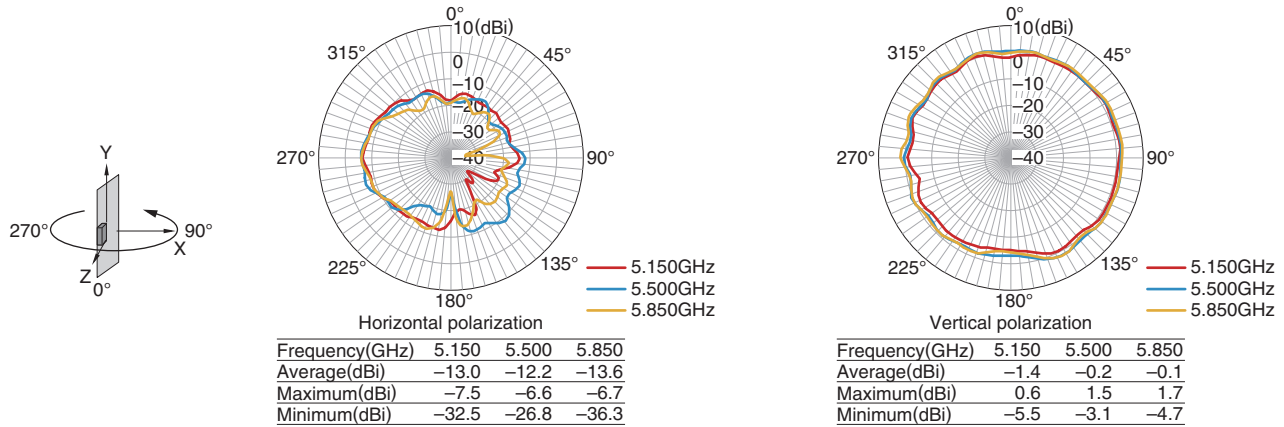 Y
270°
90°
X
Z
0°
0°
10(dBi)
315°
45°
0
–10
–20
–30
270°
–40
90°
225°
135°
180°
5.150GHz
5.500GHz
5.850GHz
Horizontal polarization
Frequency(GHz) 5.150 5.500 5.850
Average(dBi) –13.0 –12.2 –13.6
Maximum(dBi) –7.5 –6.6 –6.7
Minimum(dBi) –32.5 –26.8 –36.3
0°
10(dBi)
315°
45°
0
–10
–20
–30
270°
–40
90°
225°
135°
180°
5.150GHz
5.500GHz
5.850GHz
Vertical polarization
Frequency(GHz) 5.150 5.500 5.850
Average(dBi) –1.4 –0.2 –0.1
Maximum(dBi) 0.6 1.5 1.7
Minimum(dBi) –5.5 –3.1 –4.7